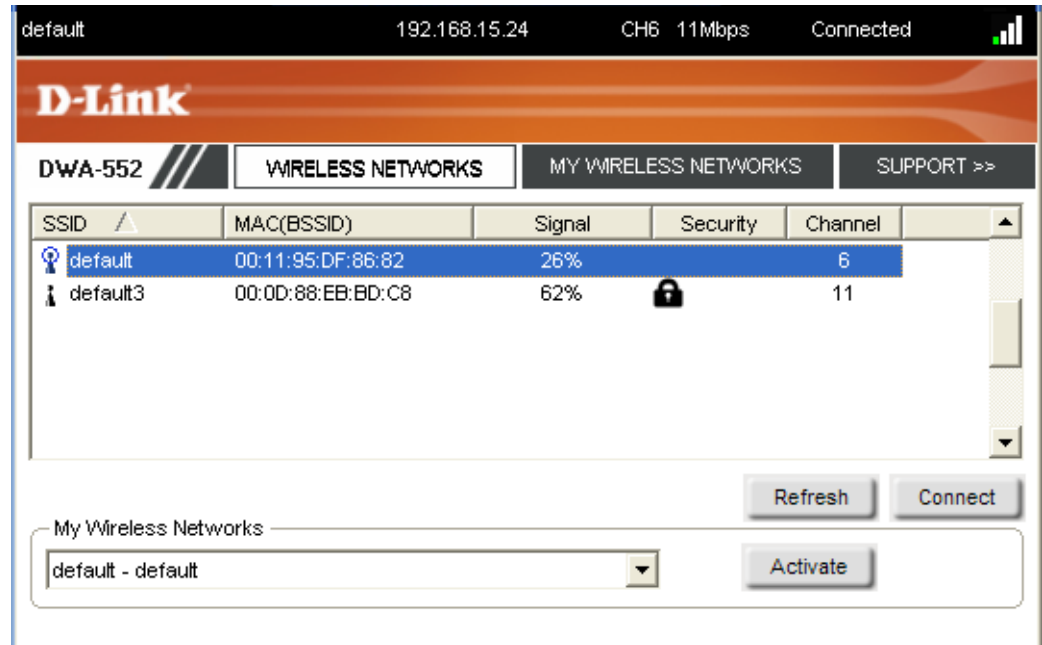 default 192.168.15.24 CH6 11Mbps Connected
D-Link
DWA-552 WIRELESS NETWORKS MY WIRELESS NETWORKS SUPPORT >>
SSID MAC(BSSID) Signal Security Channel
default 00:11:95:DF:86:82 26% 6
default3 00:0D:88:EB:BD:C8 62% 11
Refresh Connect
My Wireless Networks
default - default Activate